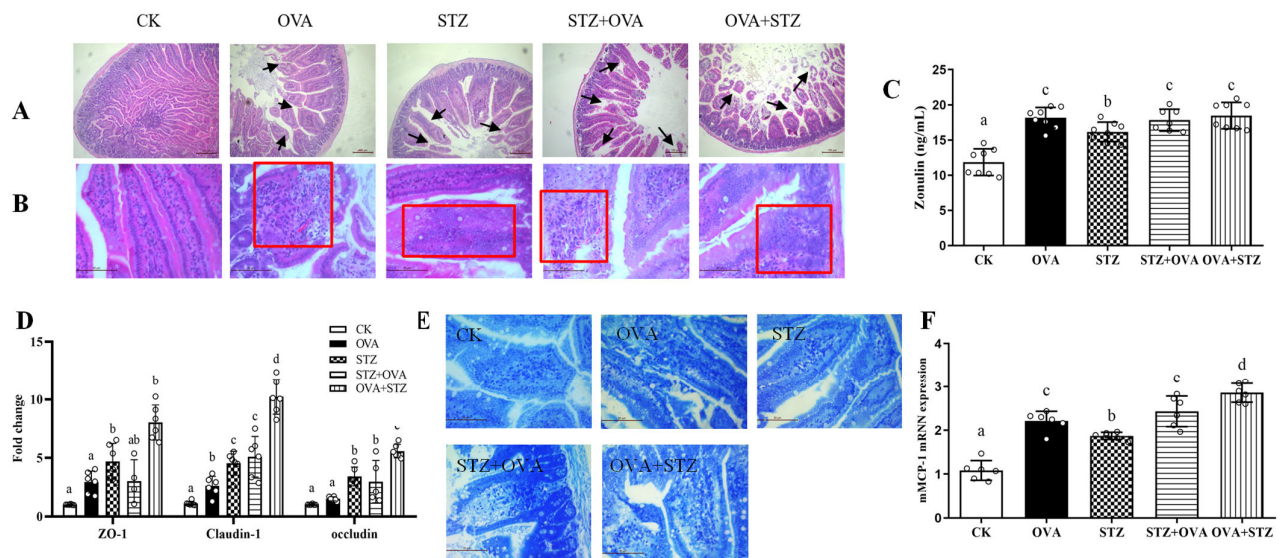 CK OVA STZ STZ+OVA OVA+STZ
A
B
C
Zonulin (ng/mL)
25
20
15
10
5
0
a
c
b
c
c
CK OVA STZ STZ+OVA OVA+STZ
D
CK
OVA
STZ
STZ+OVA
OVA+STZ
Fold change
15
10
5
0
a a b ab b
a b c c d
a a b b c
ZO-1 Claudin-1 occludin
E
CK OVA STZ
STZ+OVA OVA+STZ
F
mMCP-1 mRNN expression
4
3
2
1
0
a
c
b
c
d
CK OVA STZ STZ+OVA OVA+STZ